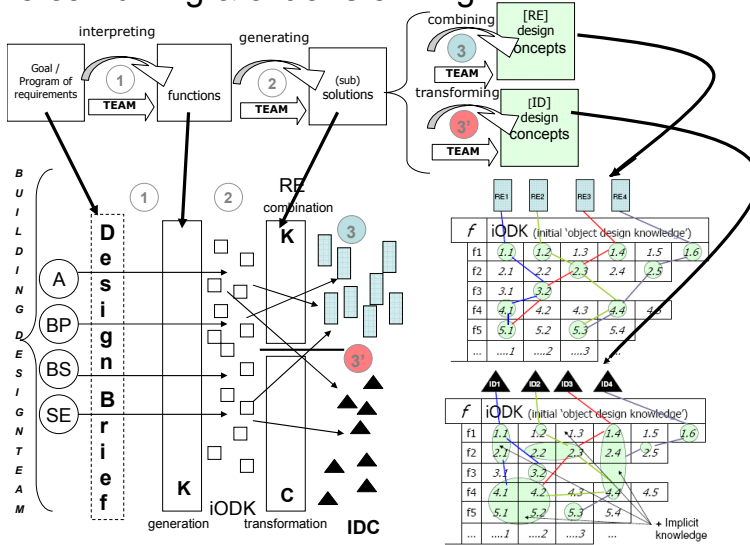 interpreting
generating
combining
transforming
Goal /
Program of
requirements
1
TEAM
functions
2
TEAM
(sub)
solutions
3
TEAM
[RE]
design
concepts
3'
TEAM
[ID]
design
concepts
BUILDING DESIGN TEAM
A
BP
BS
SE
Design Brief
1
K
generation
2
iODK
RE
combination
K
C
transformation
3
3'
IDC
RE1 RE2 RE3 RE4
f iODK (initial 'object design knowledge')
f1 1.1 1.2 1.3 1.4 1.5 1.6
f2 2.1 2.2 2.3 2.4 2.5
f3 3.1 3.2
f4 4.1 4.2 4.3 4.4 4.5
f5 5.1 5.2 5.3 5.4
... ....1 ....2 ....3 ...
ID1 ID2 ID3 ID4
f iODK (initial 'object design knowledge')
f1 1.1 1.2 1.3 1.4 1.5 1.6
f2 2.1 2.2 2.3 2.4 2.5
f3 3.1 3.2
f4 4.1 4.2 4.3 4.4 4.5
f5 5.1 5.2 5.3 5.4
... ....1 ....2 ....3 ...
+ Implicit
knowledge